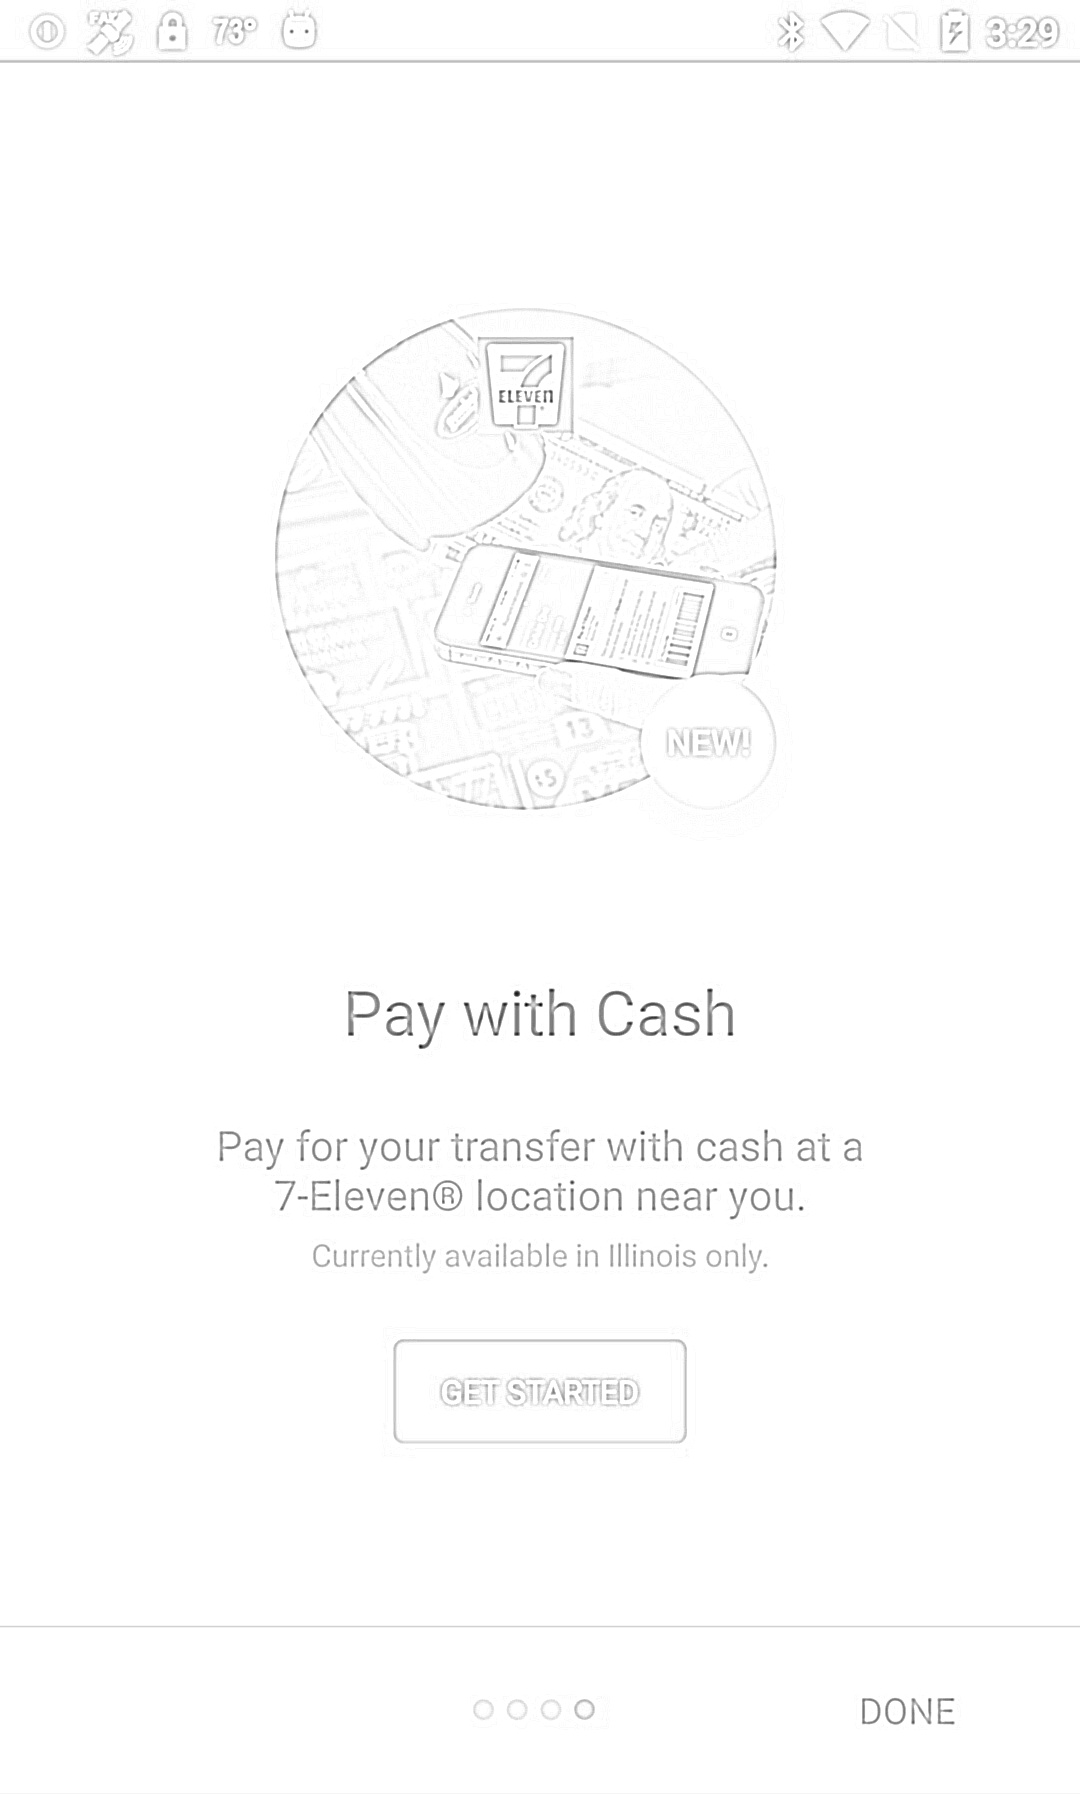 73° 3:29
7
ELEVEN
NEW!
Pay with Cash
Pay for your transfer with cash at a
7-Eleven® location near you.
Currently available in Illinois only.
GET STARTED
DONE